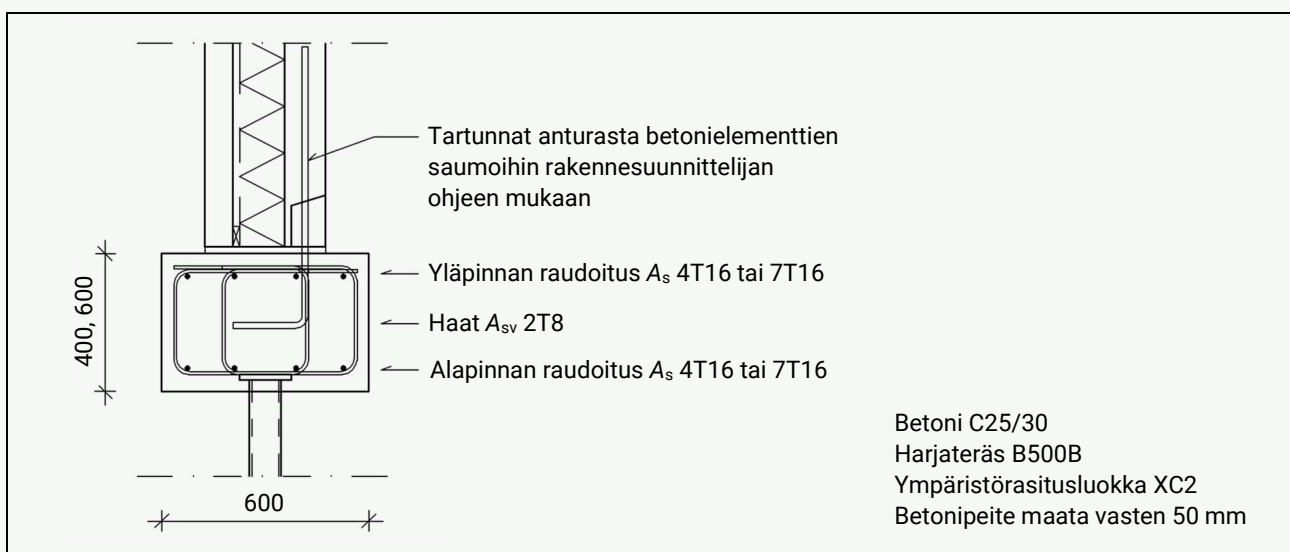 Tartunnat anturasta betonielementtien
saumoihin rakennesuunnittelijan
ohjeen mukaan
Yläpinnan raudoitus As 4T16 tai 7T16
400, 600
Haat Asv 2T8
Alapinnan raudoitus As 4T16 tai 7T16
600
Betoni C25/30
Harjateräs B500B
Ympäristörasitusluokka XC2
Betonipeite maata vasten 50 mm